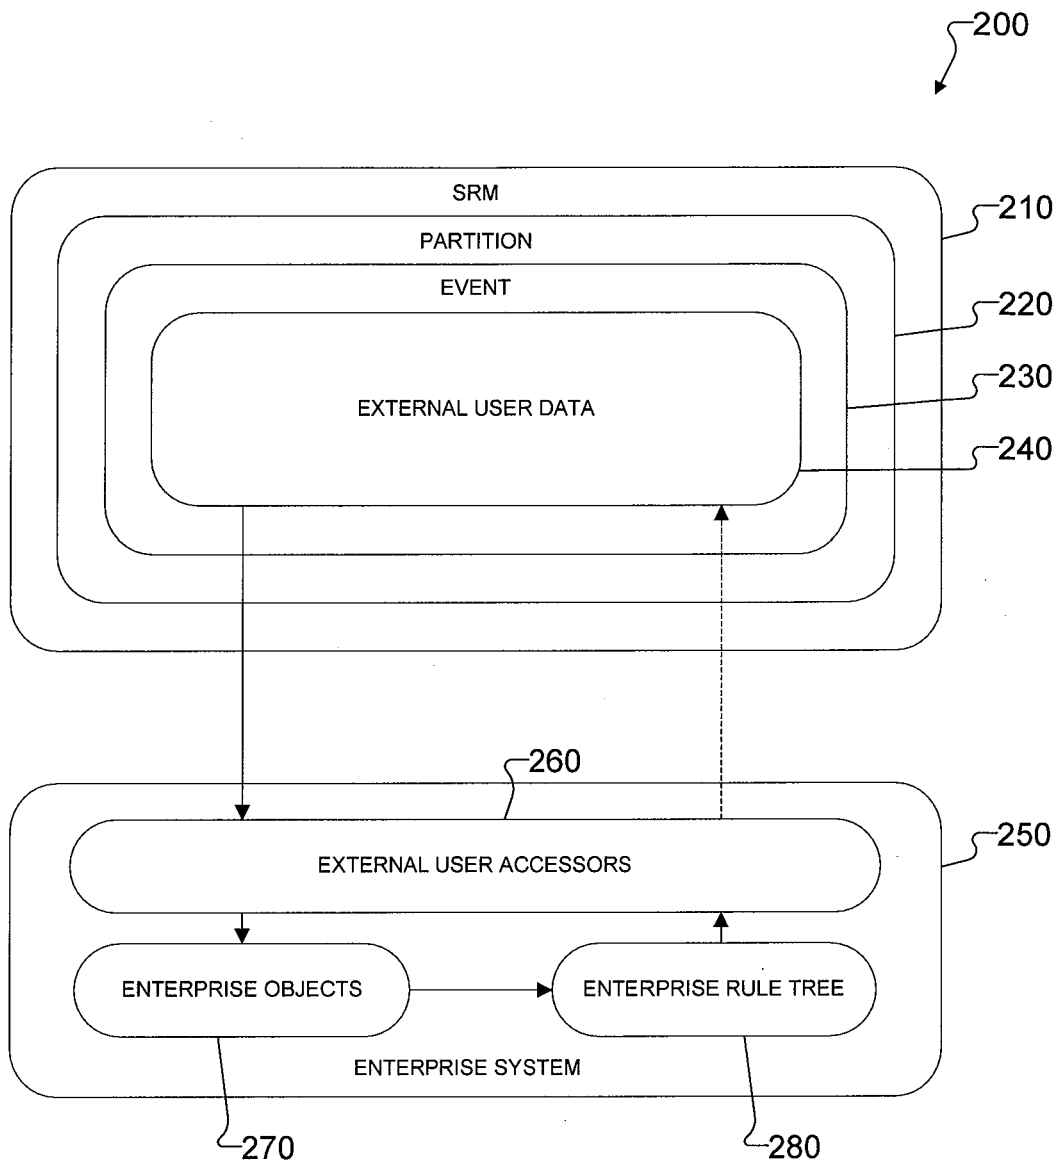 200
SRM
210
PARTITION
EVENT
220
230
EXTERNAL USER DATA
240
260
250
EXTERNAL USER ACCESSORS
ENTERPRISE OBJECTS
ENTERPRISE RULE TREE
ENTERPRISE SYSTEM
270
280